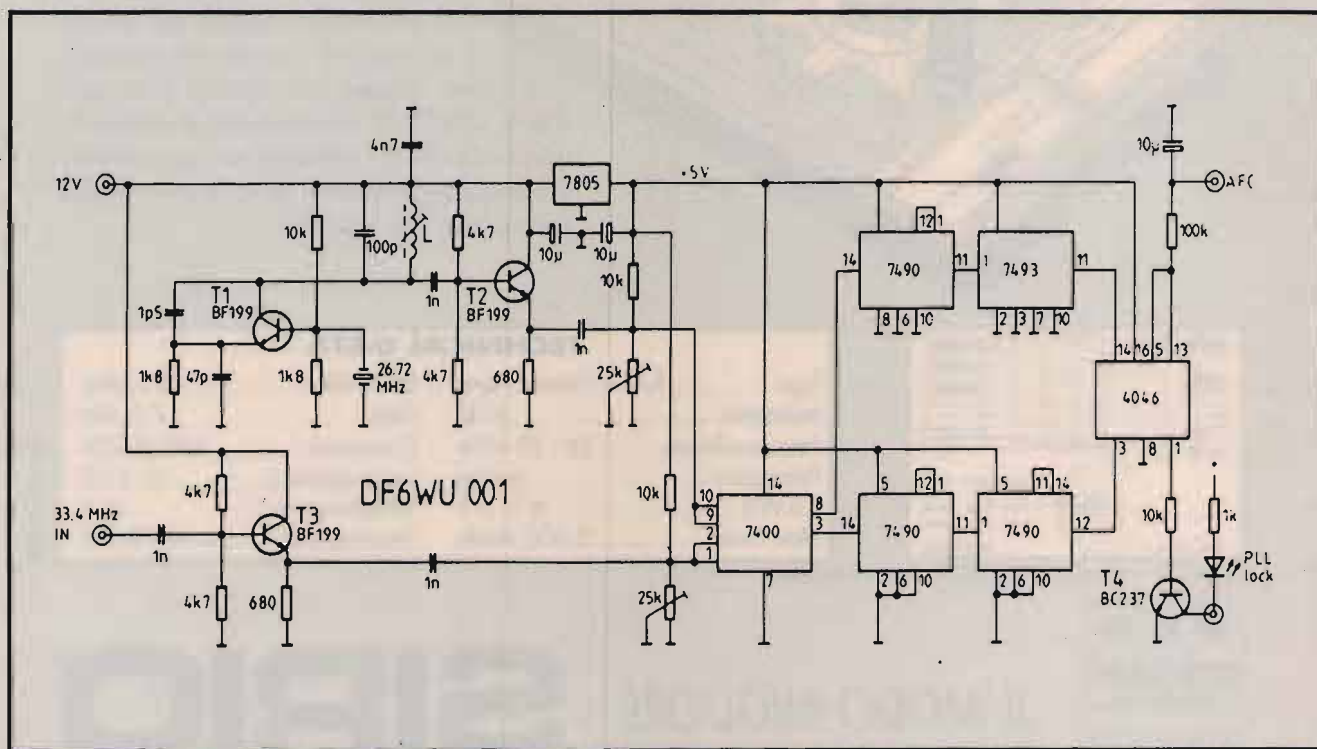 4n7
10µ
12V
7805
+5V
AFC
10k
100p
L
4k7
10µ
10µ
12 1
100k
14
7490
11
1
7493
11
1n
10k
T1
BF199
T2
BF199
8 6 10
2 3 7 10
1p5
1n
14 16 5 13
1k8
47p
1k8
26.72
MHz
4k7
680
25k
4046
3 8 1
DF6WU 001
4k7
10k
14
5
12 1
5
11 14
33.4 MHz
IN
T3
BF199
10
9
2
1
7400
8
3
14
7490
11
1
7490
12
10k
1k
1n
1n
7
2 6 10
2 6 10
PLL
lock
4k7
680
25k
T4
BC237